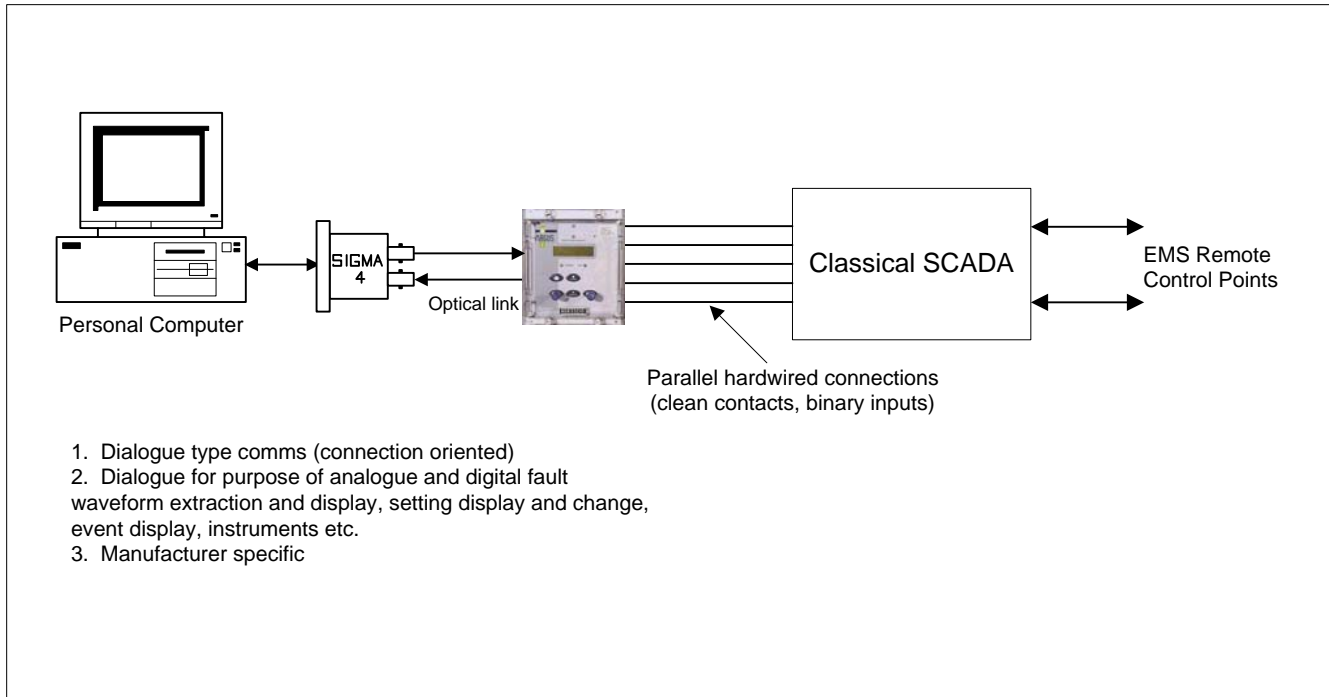 SIGMA
4
Optical link
Personal Computer
Classical SCADA
EMS Remote
Control Points
Parallel hardwired connections
(clean contacts, binary inputs)
1. Dialogue type comms (connection oriented)
2. Dialogue for purpose of analogue and digital fault
waveform extraction and display, setting display and change,
event display, instruments etc.
3. Manufacturer specific